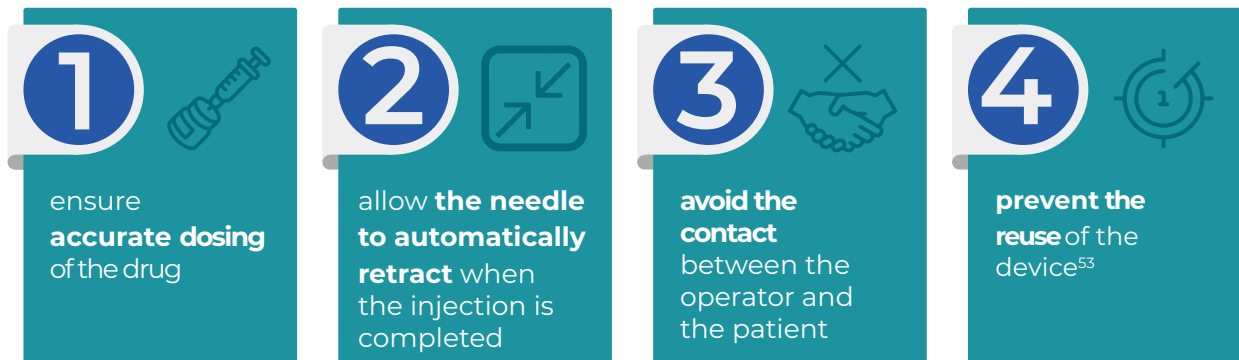 1
ensure
accurate dosing
of the drug
2
allow the needle
to automatically
retract when
the injection is
completed
3
avoid the
contact
between the
operator and
the patient
4
1
prevent the
reuse of the
device⁵³